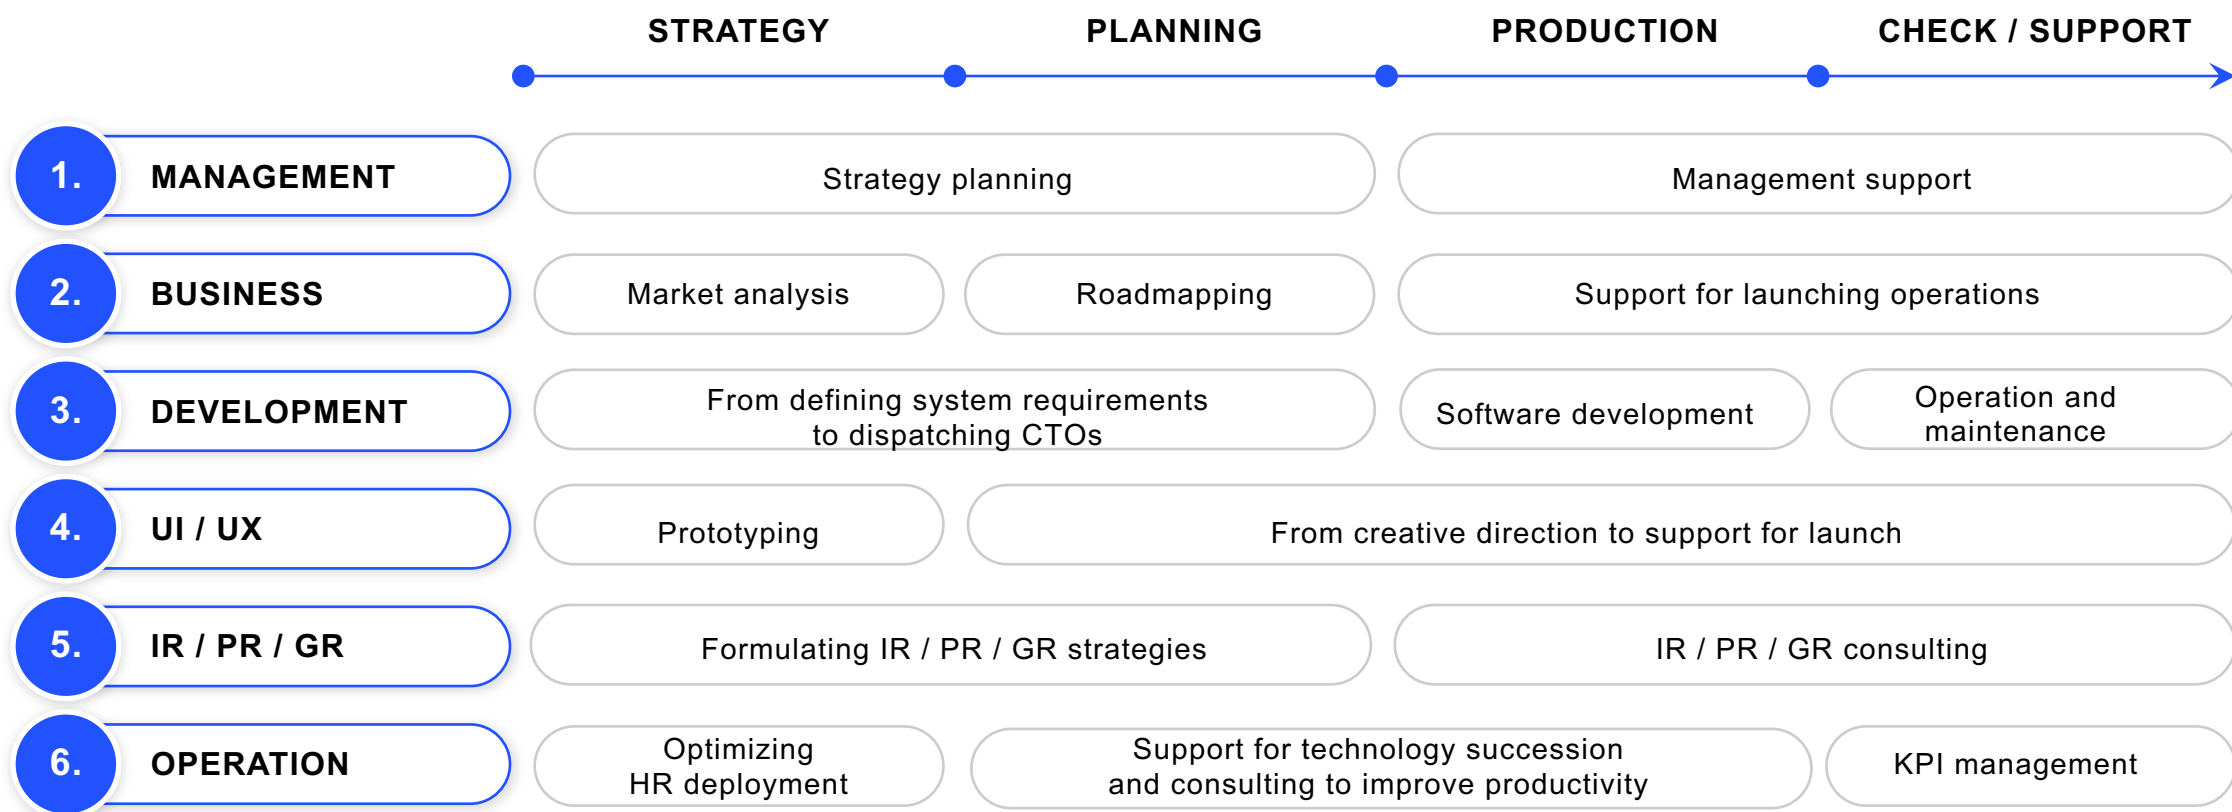 STRATEGY PLANNING PRODUCTION CHECK / SUPPORT
1. MANAGEMENT Strategy planning Management support
2. BUSINESS Market analysis Roadmapping Support for launching operations
3. DEVELOPMENT
From defining system requirements
to dispatching CTOs
Software development
Operation and
maintenance
4. UI / UX Prototyping From creative direction to support for launch
5. IR / PR / GR Formulating IR / PR / GR strategies IR / PR / GR consulting
6. OPERATION
Optimizing
HR deployment
Support for technology succession
and consulting to improve productivity
KPI management